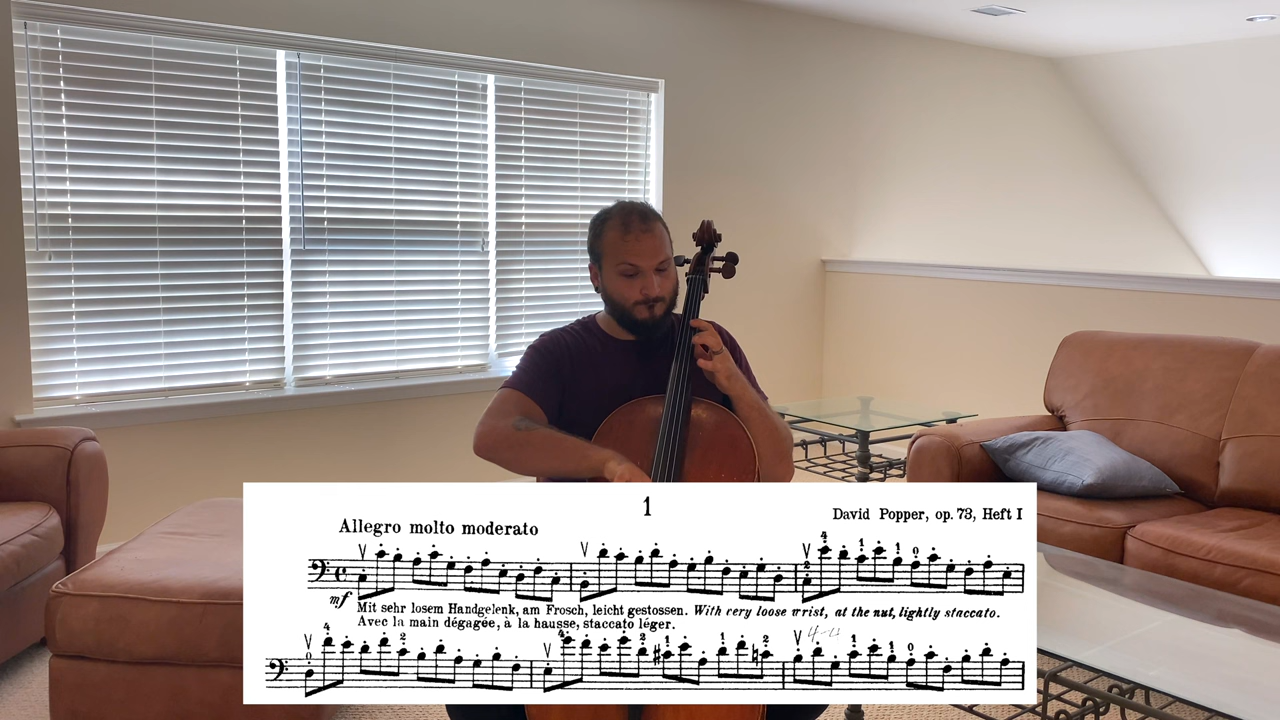 1
Allegro molto moderato
David Popper, op. 73, Heft I
mf
Mit sehr losem Handgelenk, am Frosch, leicht gestossen. With very loose wrist, at the nut, lightly staccato.
Avec la main dégagée, à la hausse, staccato léger.